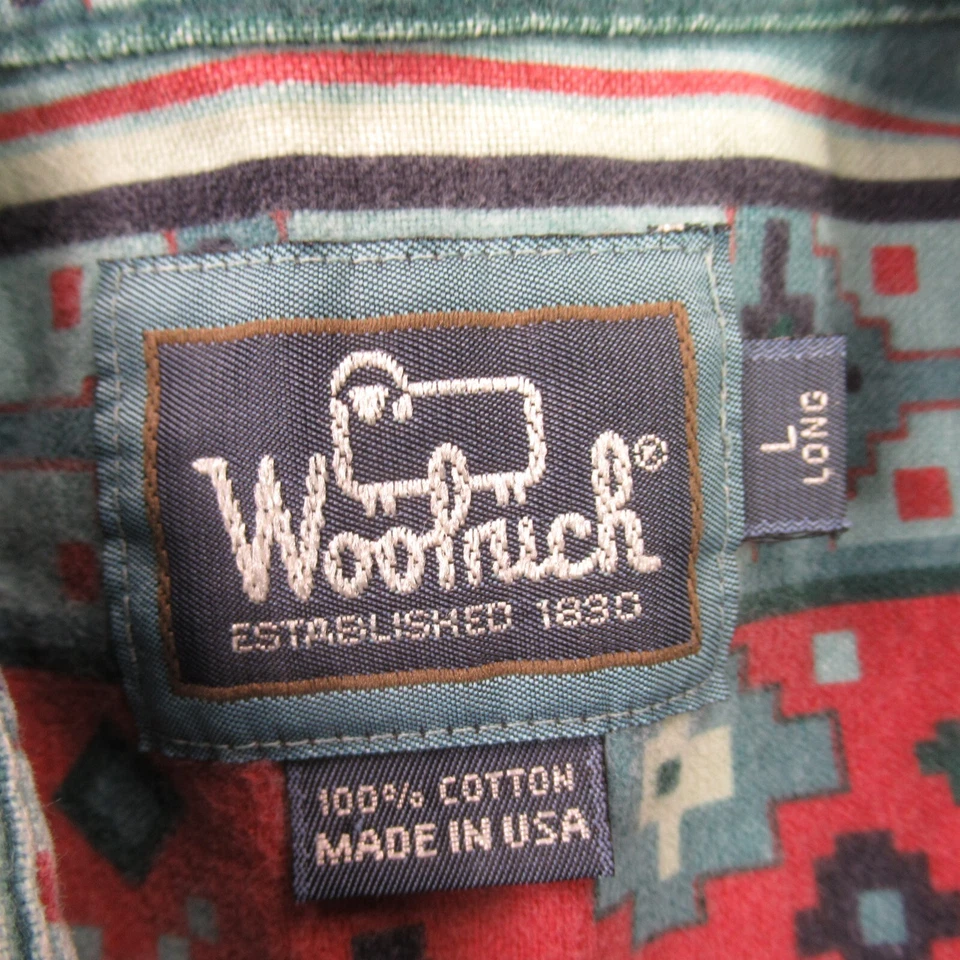 Woolrich®
ESTABLISHED 1830
L
LONG
100% COTTON
MADE IN USA